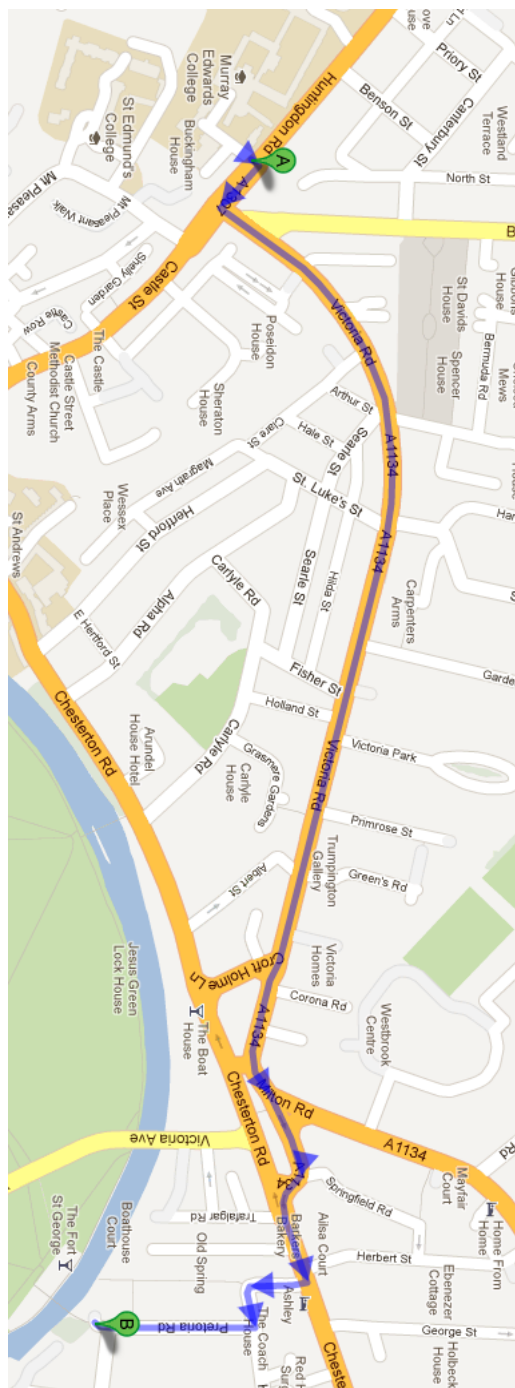 Priory St
Canterbury St
Westland
Terrace
Benson St
North St
Murray
Edwards
College
Huntingdon Rd
A
St Edmund's
College
Buckingham
House
Mt Pleasant Walk
Shelly Garden
Castle St
Castle Row
The Castle
Castle Street
Methodist Church
County Arms
Poseidon
House
Sheraton
House
Victoria Rd
St Davids
House
Spencer
House
Bermuda Rd
Arthur St
Searle St
Hale St
Clare St
A1134
St. Luke's St
Magrath Ave
Hertford St
Wessex
Place
St Andrews
A1134
Carpenters
Arms
Searle St
Hilda St
Carlyle Rd
Alpha Rd
E Hertford St
Fisher St
Holland St
Victoria Park
Chesterton Rd
Arundel
House Hotel
Carlyle Rd
Carlyle
House
Grasmere Gardens
Victoria Rd
Primrose St
Trumpington
Gallery
Green's Rd
Albert St
Croft Holme Ln
Victoria
Homes
Corona Rd
Westbrook
Centre
Jesus Green
Lock House
The Boat
House
A1134
Milton Rd
A1134
Chesterton Rd
Victoria Ave
Mayfair
Court
Home From
Home
Springfield Rd
Trafalgar Rd
Old Spring
Barkers
Bakery
Ailsa Court
Herbert St
Ebenezer
Cottage
Boathouse
Court
The Fort
St George
Ashley
The Coach
House
George St
Pretoria Rd
B